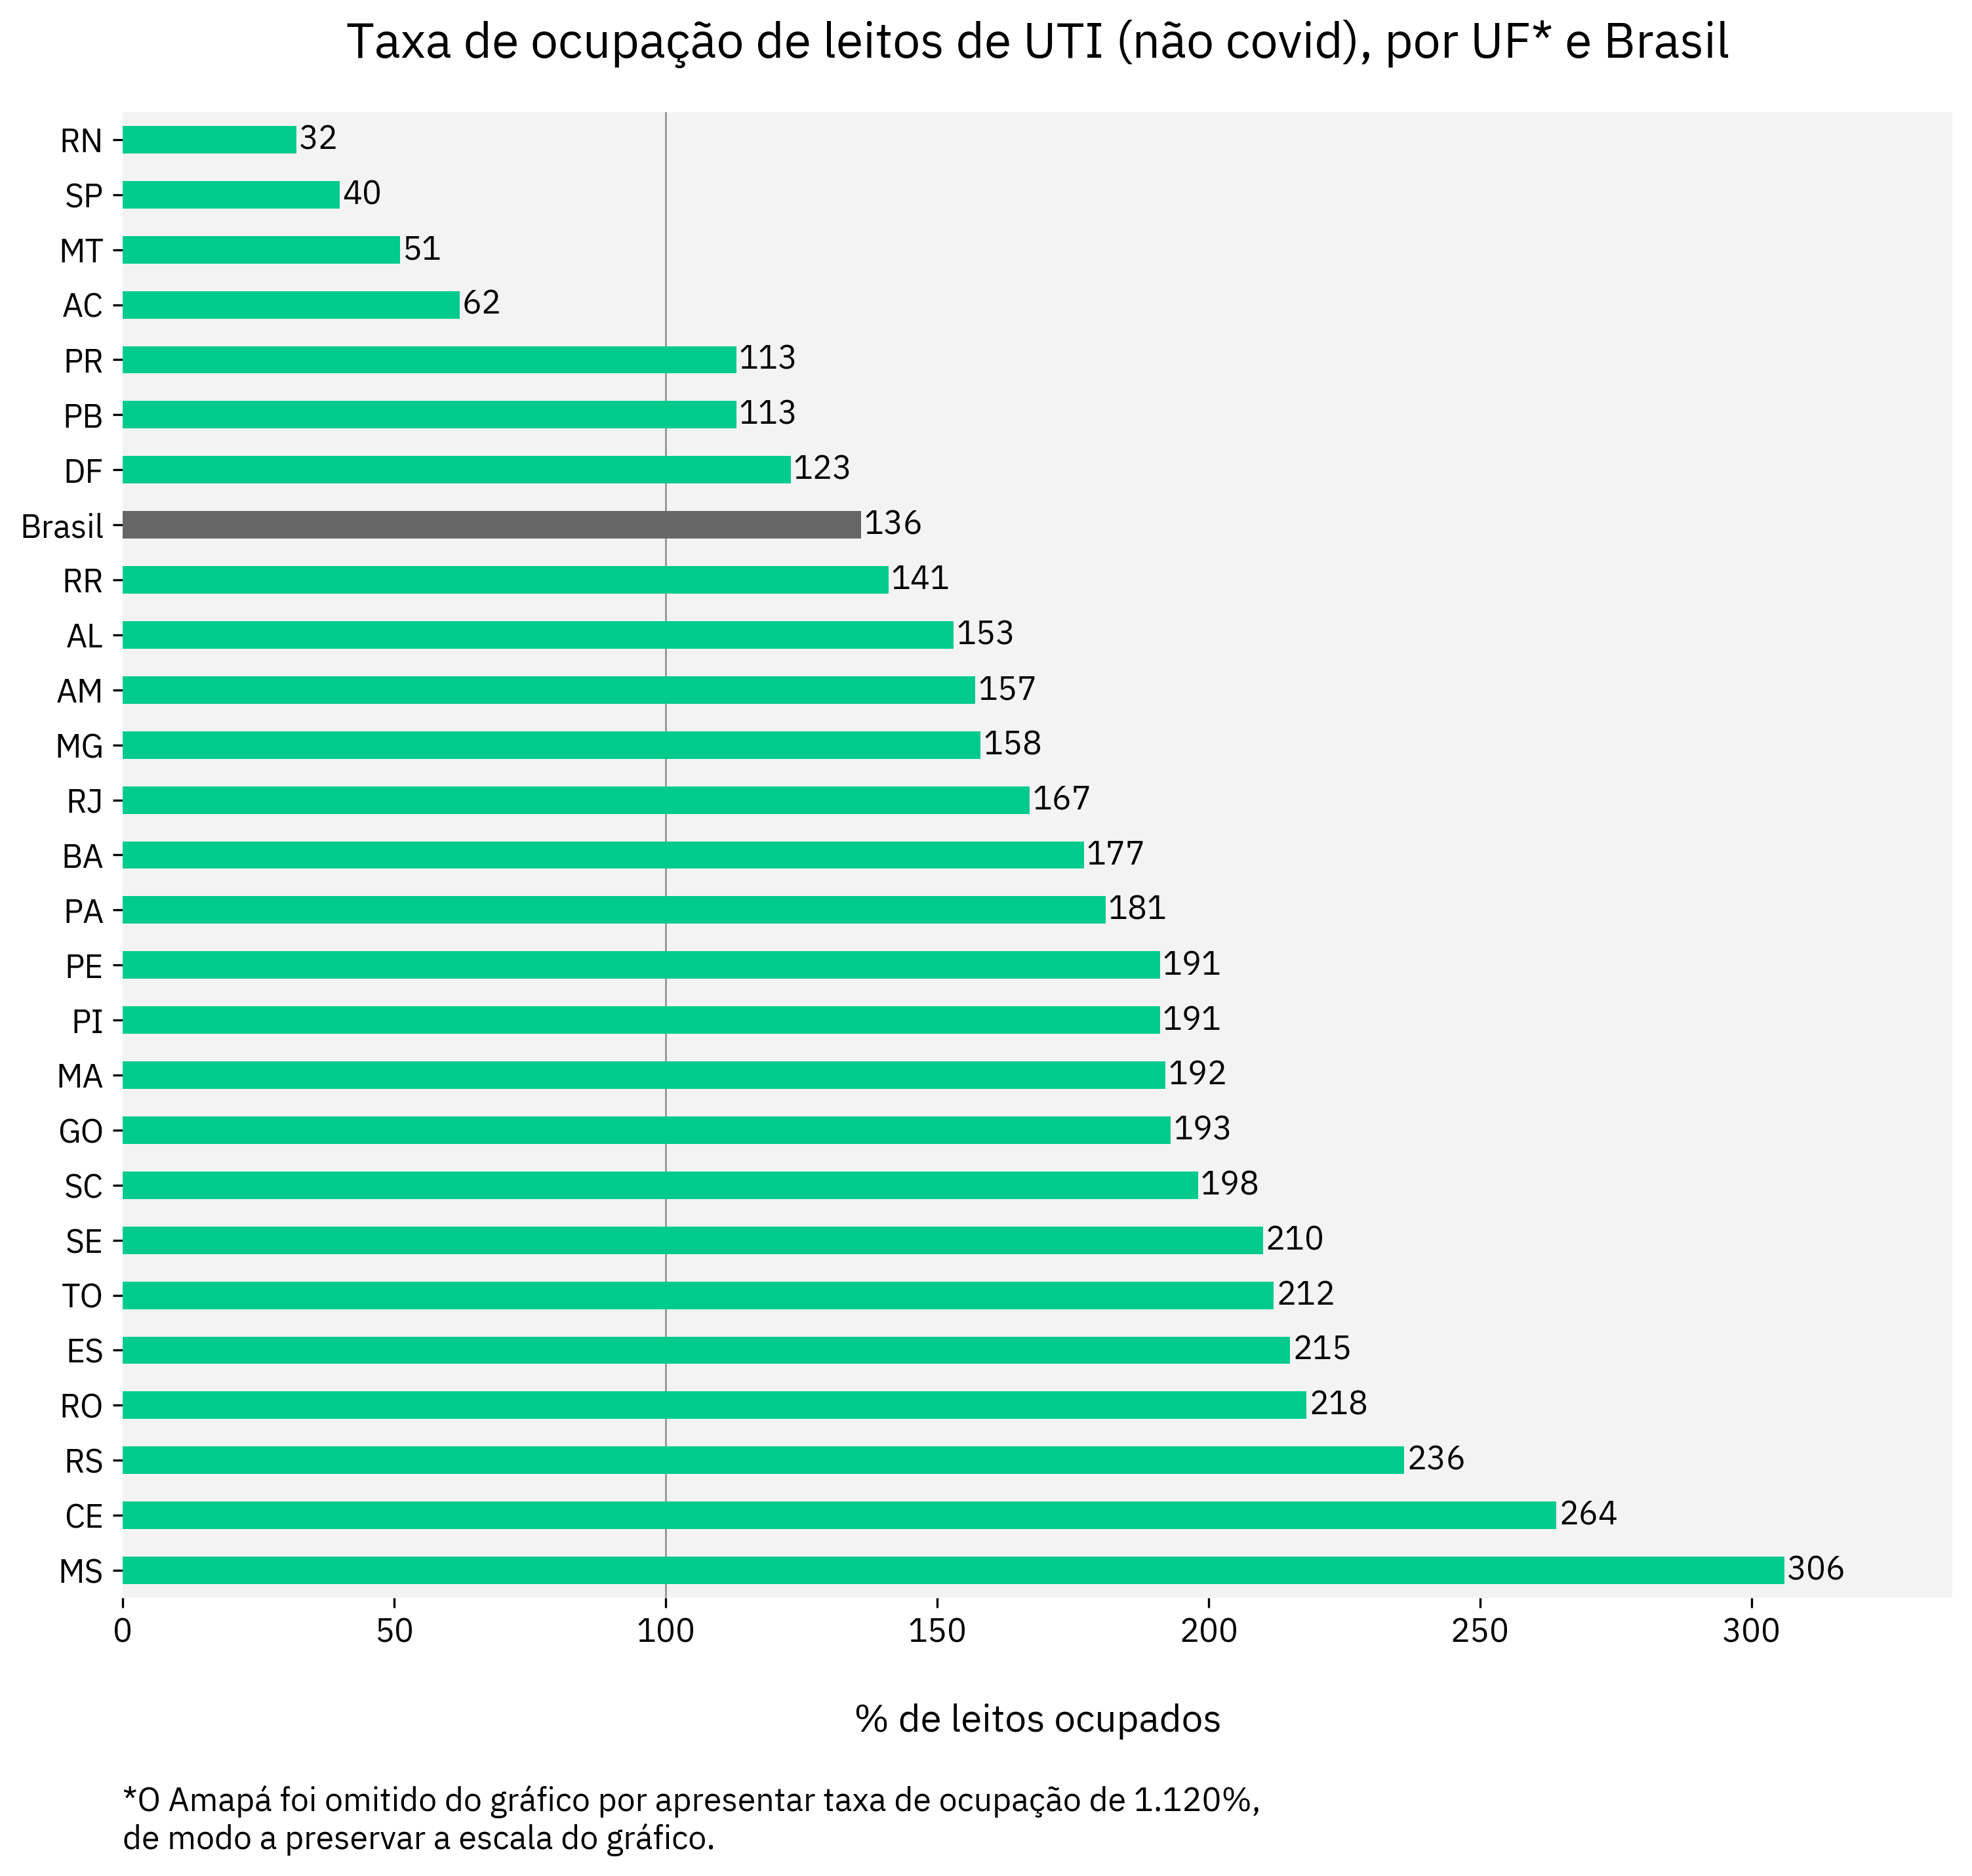 Taxa de ocupação de leitos de UTI (não covid), por UF* e Brasil
RN 32
SP 40
MT 51
AC 62
PR 113
PB 113
DF 123
Brasil 136
RR 141
AL 153
AM 157
MG 158
RJ 167
BA 177
PA 181
PE 191
PI 191
MA 192
GO 193
SC 198
SE 210
TO 212
ES 215
RO 218
RS 236
CE 264
MS 306
0 50 100 150 200 250 300
% de leitos ocupados
*O Amapá foi omitido do gráfico por apresentar taxa de ocupação de 1.120%,
de modo a preservar a escala do gráfico.